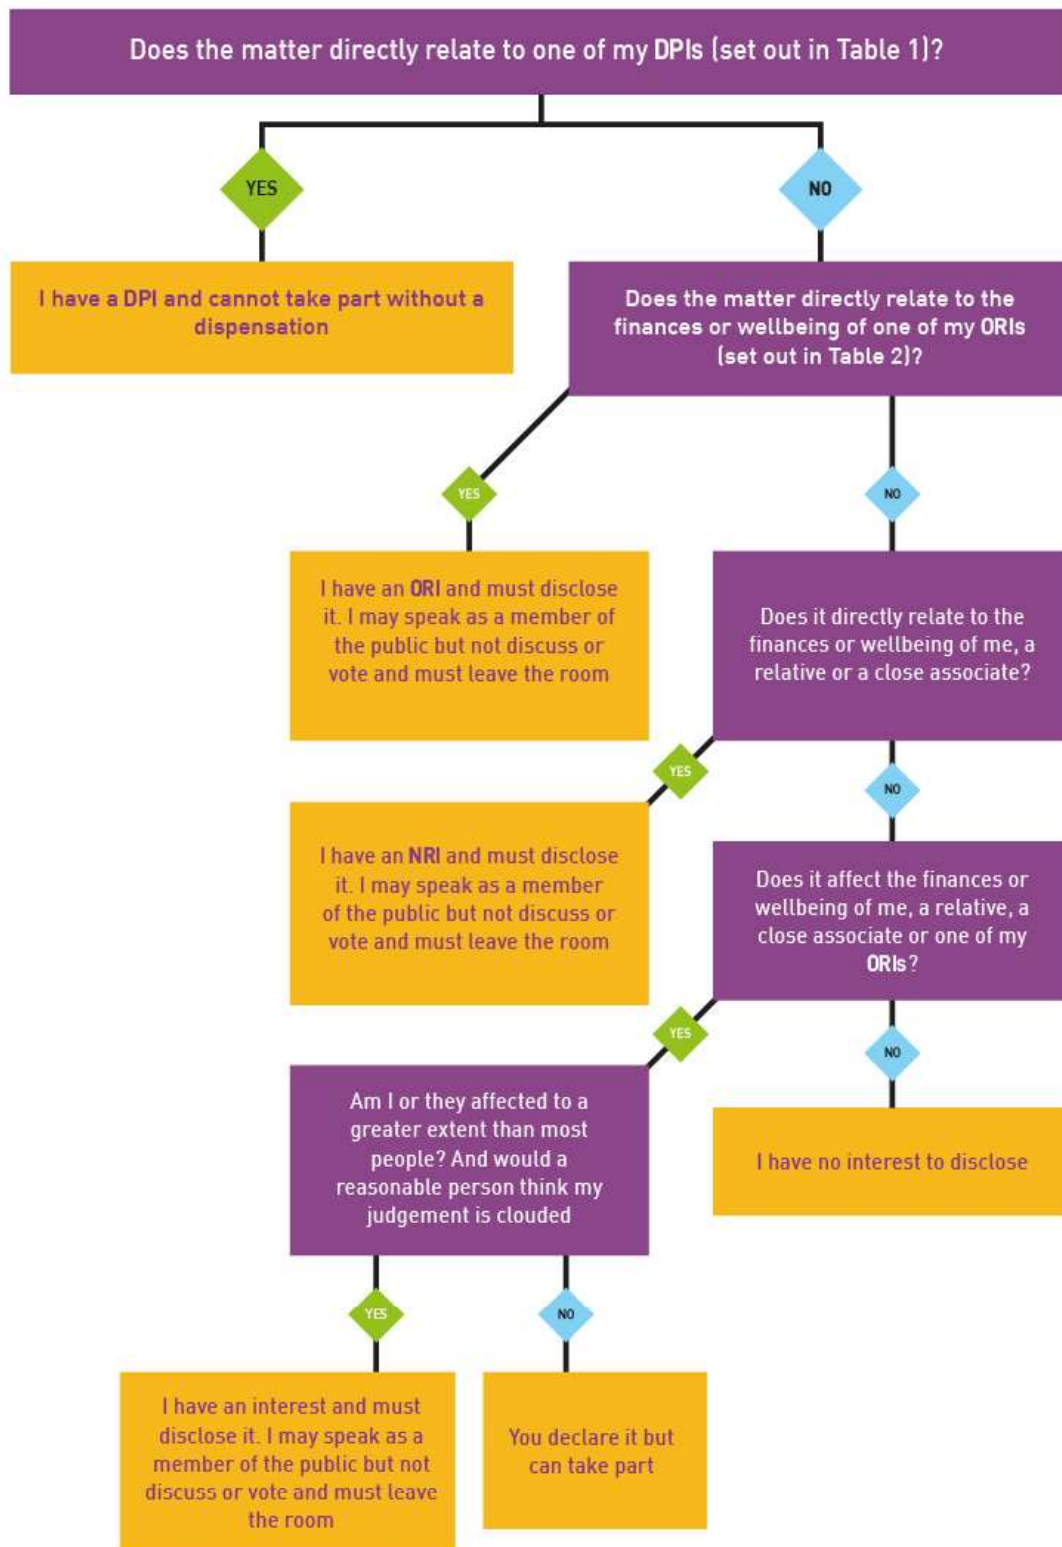 Does the matter directly relate to one of my DPIs (set out in Table 1)?
YES
NO
I have a DPI and cannot take part without a
dispensation
Does the matter directly relate to the
finances or wellbeing of one of my ORIs
(set out in Table 2)?
YES
NO
I have an ORI and must disclose
it. I may speak as a member of
the public but not discuss or
vote and must leave the room
Does it directly relate to the
finances or wellbeing of me, a
relative or a close associate?
YES
NO
I have an NRI and must disclose
it. I may speak as a member
of the public but not discuss or
vote and must leave the room
Does it affect the finances or
wellbeing of me, a relative, a
close associate or one of my
ORIs?
YES
NO
Am I or they affected to a
greater extent than most
people? And would a
reasonable person think my
judgement is clouded
I have no interest to disclose
YES
NO
I have an interest and must
disclose it. I may speak as a
member of the public but not
discuss or vote and must leave
the room
You declare it but
can take part